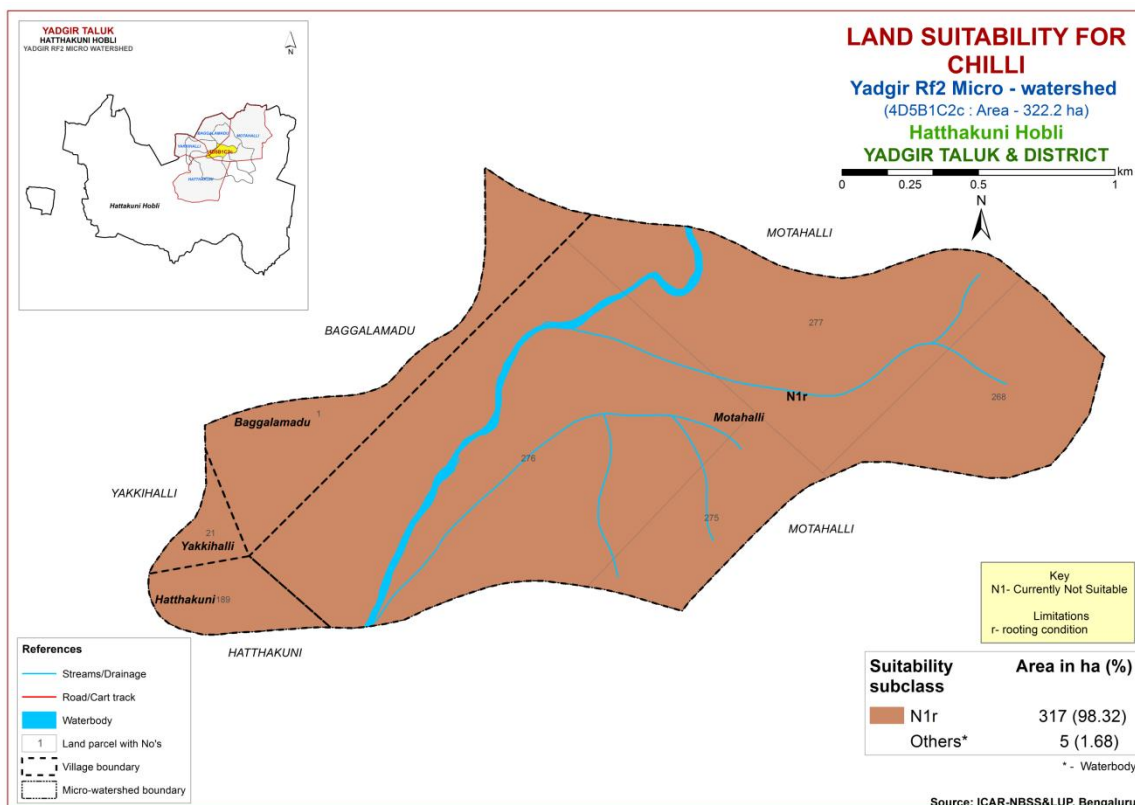 YADGIR TALUK
HATTHAKUNI HOBLI
YADGIR RF2 MICRO WATERSHED
N
BAGGALAMADU
MOTAHALLI
YAKKIHALLI
HATTHAKUNI
Hattakuni Hobli
LAND SUITABILITY FOR
CHILLI
Yadgir Rf2 Micro - watershed
(4D5B1C2c : Area - 322.2 ha)
Hatthakuni Hobli
YADGIR TALUK & DISTRICT
km
0 0.25 0.5 1
N
MOTAHALLI
BAGGALAMADU
277
N1r
268
Motahalli
1
Baggalamadu
276
YAKKIHALLI
275
MOTAHALLI
21
Yakkihalli
Hatthakuni 189
HATTHAKUNI
Key
N1- Currently Not Suitable
Limitations
r- rooting condition
References
Streams/Drainage
Road/Cart track
Waterbody
1 Land parcel with No's
Village boundary
Micro-watershed boundary
Suitability subclass Area in ha (%)
N1r 317 (98.32)
Others* 5 (1.68)
* - Waterbody
Source: ICAR-NBSS&LUP, Bengaluru